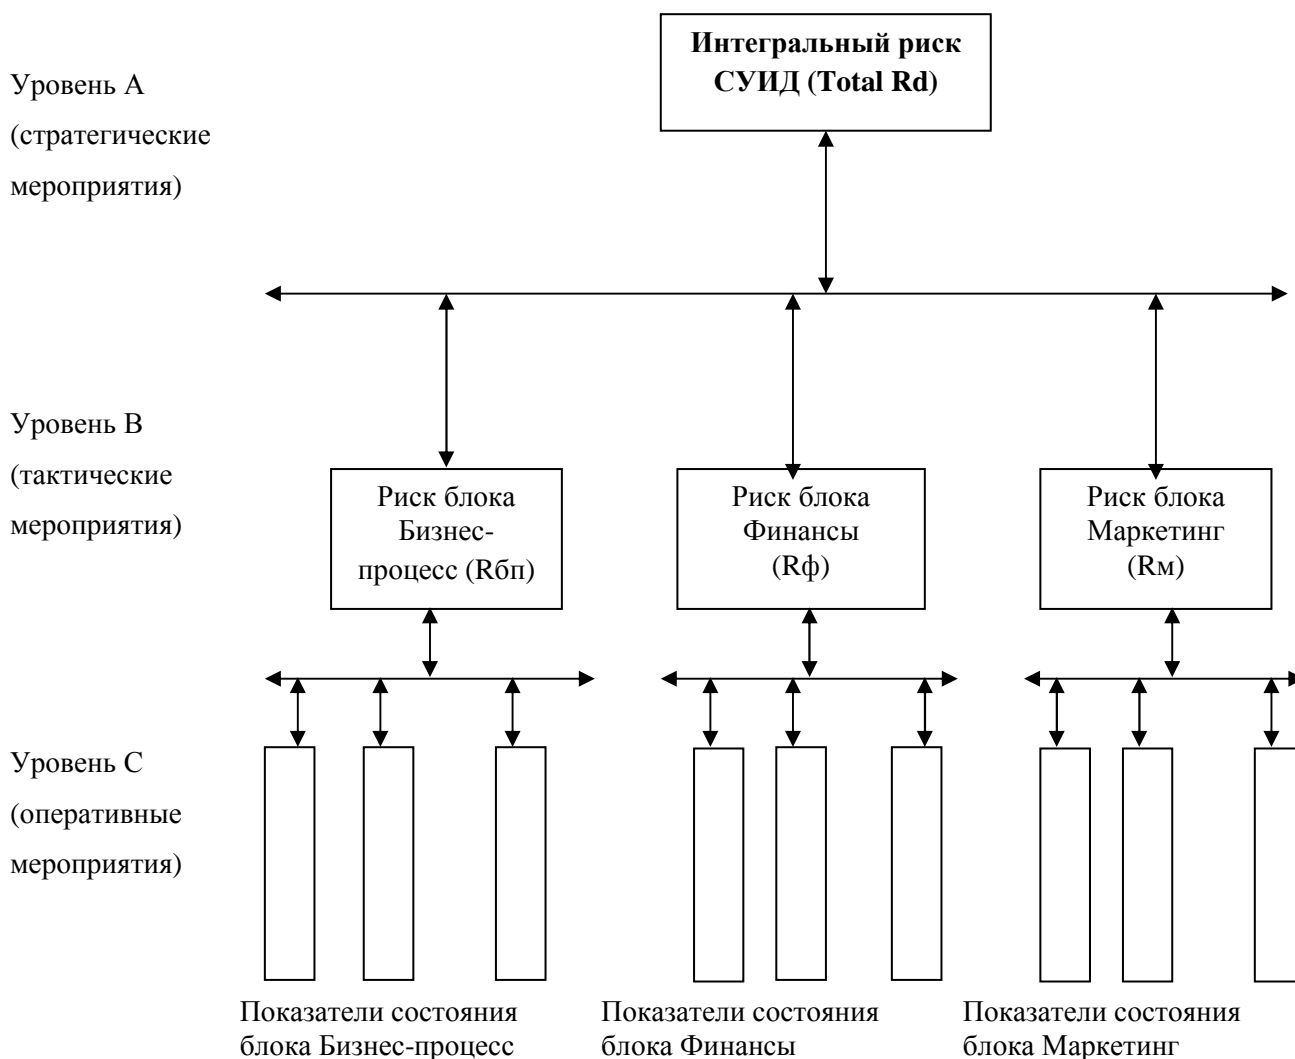 Интегральный риск
СУИД (Total Rd)
Уровень А
(стратегические
мероприятия)
Уровень В
(тактические
мероприятия)
Риск блока
Бизнес-
процесс (Rбп)
Риск блока
Финансы
(Rф)
Риск блока
Маркетинг
(Rм)
Уровень С
(оперативные
мероприятия)
Показатели состояния
блока Бизнес-процесс
Показатели состояния
блока Финансы
Показатели состояния
блока Маркетинг